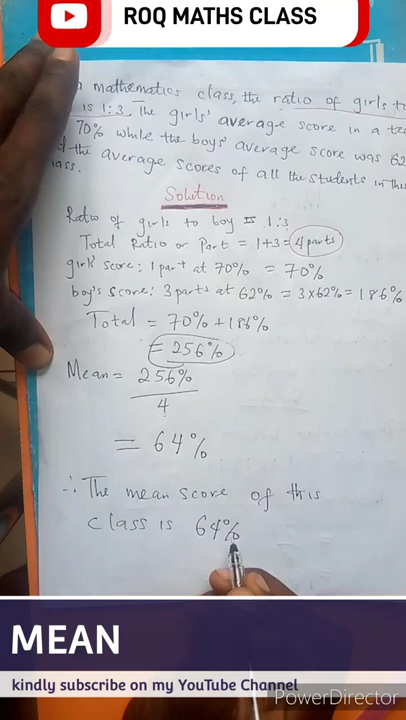 ROQ MATHS CLASS
mathematics class, the ratio of girls to
is 1:3. The girls' average score in a tes
70% while the boys' average score was 62
the average scores of all the students in this
lass.
Solution
Ratio of girls to boy = 1:3
Total Ratio or Part = 1+3 = 4 parts
girls' score: 1 part at 70% = 70%
boy's score: 3 parts at 62% = 3x62% = 186%
Total = 70% + 186%
= 256%
Mean = 256%
4
= 64%
∴ The mean score of this
class is 64%
MEAN
kindly subscribe on my YouTube Channel
PowerDirector